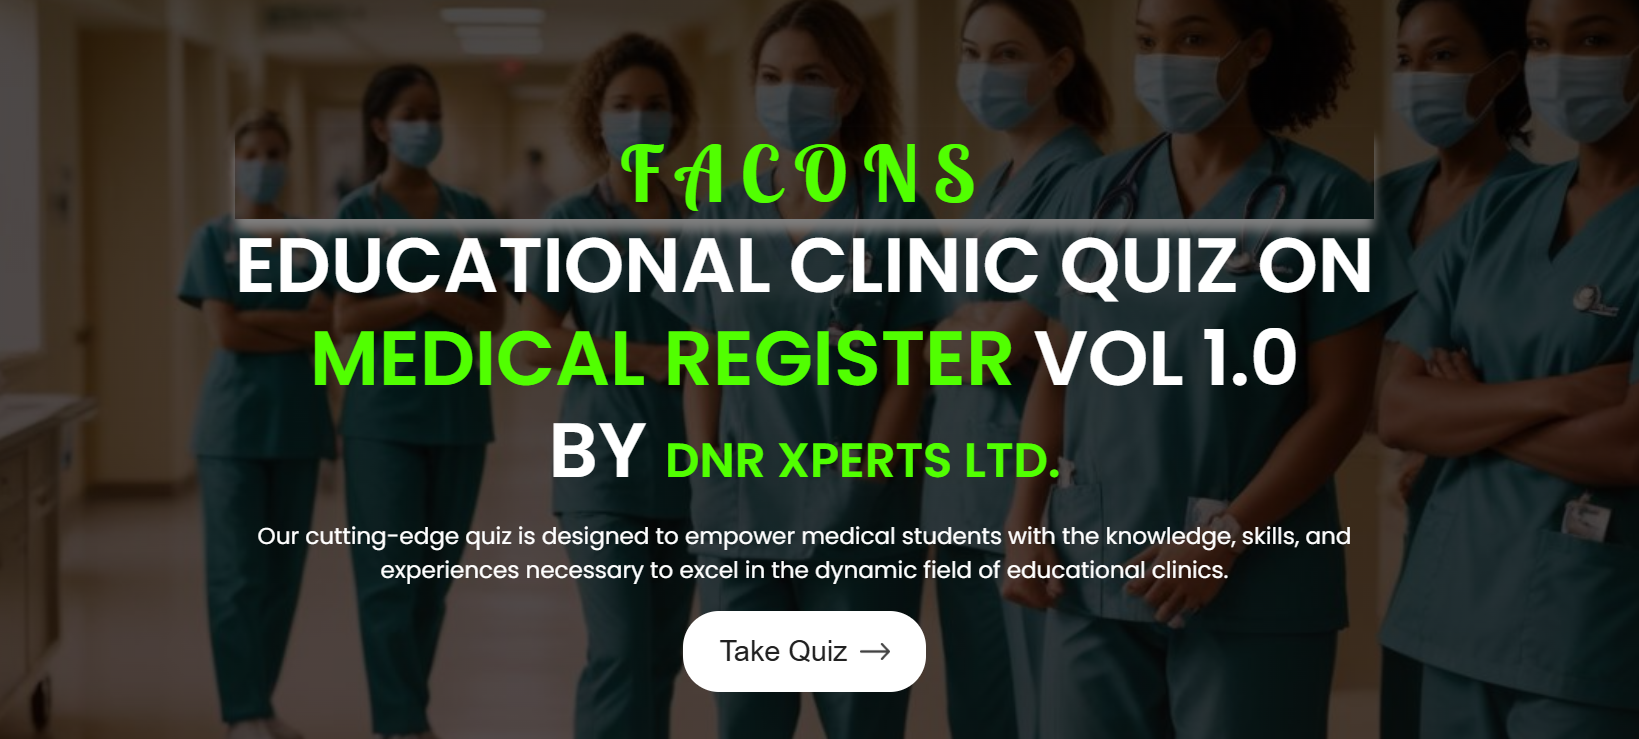 FACONS
EDUCATIONAL CLINIC QUIZ ON
MEDICAL REGISTER VOL 1.0
BY DNR XPERTS LTD.
Our cutting-edge quiz is designed to empower medical students with the knowledge, skills, and
experiences necessary to excel in the dynamic field of educational clinics.
Take Quiz →